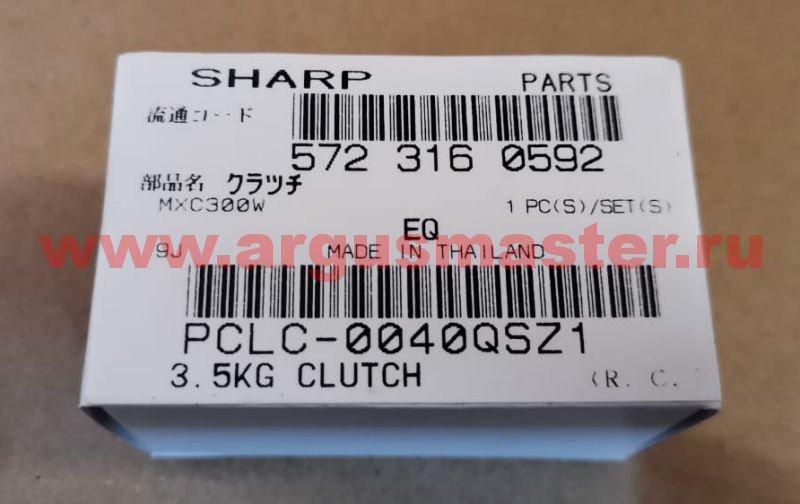 SHARP PARTS
流通コード
572 316 0592
部品名 クラツチ
MXC300W 1 PC(S)/SET(S)
EQ
www.argusmaster.ru
9J MADE IN THAILAND
PCLC-0040QSZ1
3.5KG CLUTCH (R. C.